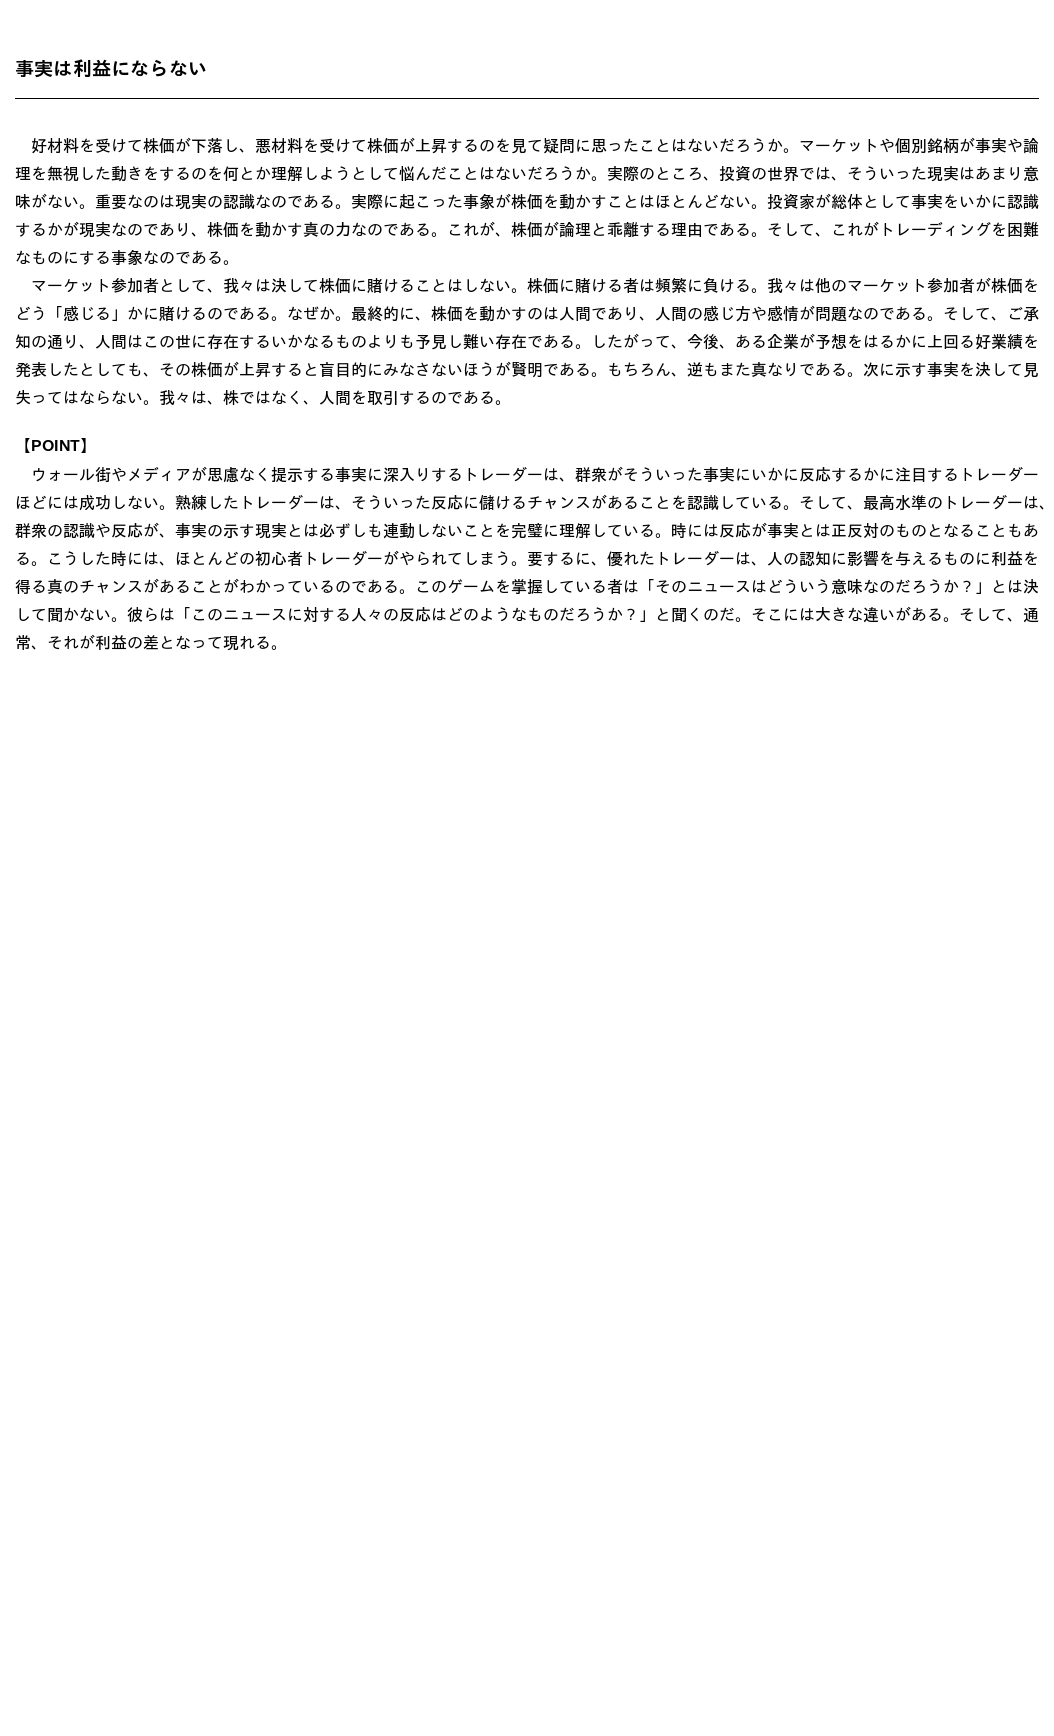 事実は利益にならない
　好材料を受けて株価が下落し、悪材料を受けて株価が上昇するのを見て疑問に思ったことはないだろうか。マーケットや個別銘柄が事実や論
理を無視した動きをするのを何とか理解しようとして悩んだことはないだろうか。実際のところ、投資の世界では、そういった現実はあまり意
味がない。重要なのは現実の認識なのである。実際に起こった事象が株価を動かすことはほとんどない。投資家が総体として事実をいかに認識
するかが現実なのであり、株価を動かす真の力なのである。これが、株価が論理と乖離する理由である。そして、これがトレーディングを困難
なものにする事象なのである。
　マーケット参加者として、我々は決して株価に賭けることはしない。株価に賭ける者は頻繁に負ける。我々は他のマーケット参加者が株価を
どう「感じる」かに賭けるのである。なぜか。最終的に、株価を動かすのは人間であり、人間の感じ方や感情が問題なのである。そして、ご承
知の通り、人間はこの世に存在するいかなるものよりも予見し難い存在である。したがって、今後、ある企業が予想をはるかに上回る好業績を
発表したとしても、その株価が上昇すると盲目的にみなさないほうが賢明である。もちろん、逆もまた真なりである。次に示す事実を決して見
失ってはならない。我々は、株ではなく、人間を取引するのである。
【POINT】
　ウォール街やメディアが思慮なく提示する事実に深入りするトレーダーは、群衆がそういった事実にいかに反応するかに注目するトレーダー
ほどには成功しない。熟練したトレーダーは、そういった反応に儲けるチャンスがあることを認識している。そして、最高水準のトレーダーは、
群衆の認識や反応が、事実の示す現実とは必ずしも連動しないことを完璧に理解している。時には反応が事実とは正反対のものとなることもあ
る。こうした時には、ほとんどの初心者トレーダーがやられてしまう。要するに、優れたトレーダーは、人の認知に影響を与えるものに利益を
得る真のチャンスがあることがわかっているのである。このゲームを掌握している者は「そのニュースはどういう意味なのだろうか？」とは決
して聞かない。彼らは「このニュースに対する人々の反応はどのようなものだろうか？」と聞くのだ。そこには大きな違いがある。そして、通
常、それが利益の差となって現れる。